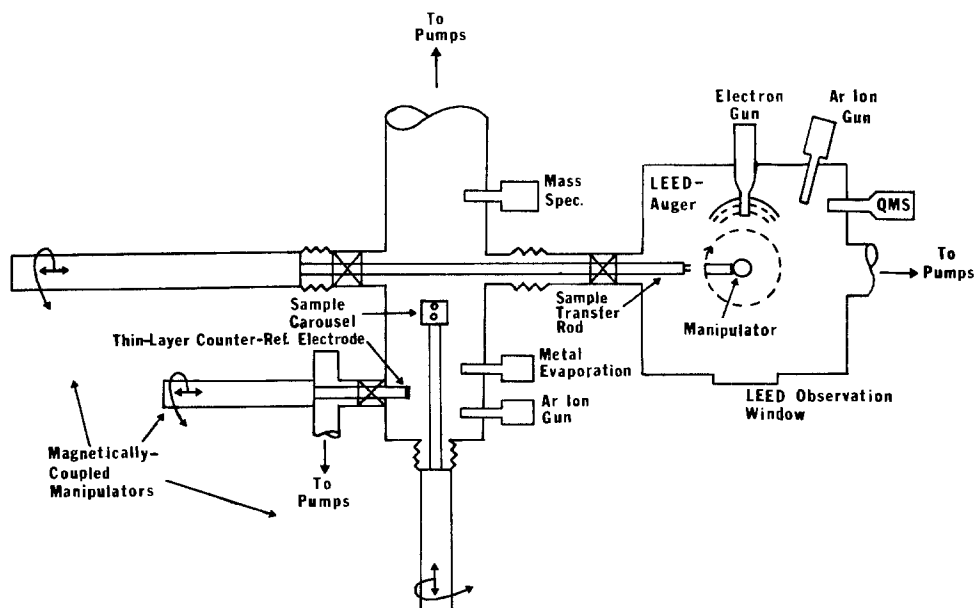 To
Pumps
Electron
Gun
Ar Ion
Gun
Mass
Spec.
LEED-
Auger
QMS
To
Pumps
Sample
Carousel
Sample
Transfer
Rod
Manipulator
Thin-Layer Counter-Ref. Electrode
Metal
Evaporation
LEED Observation
Window
Ar Ion
Gun
Magnetically-
Coupled
Manipulators
To
Pumps